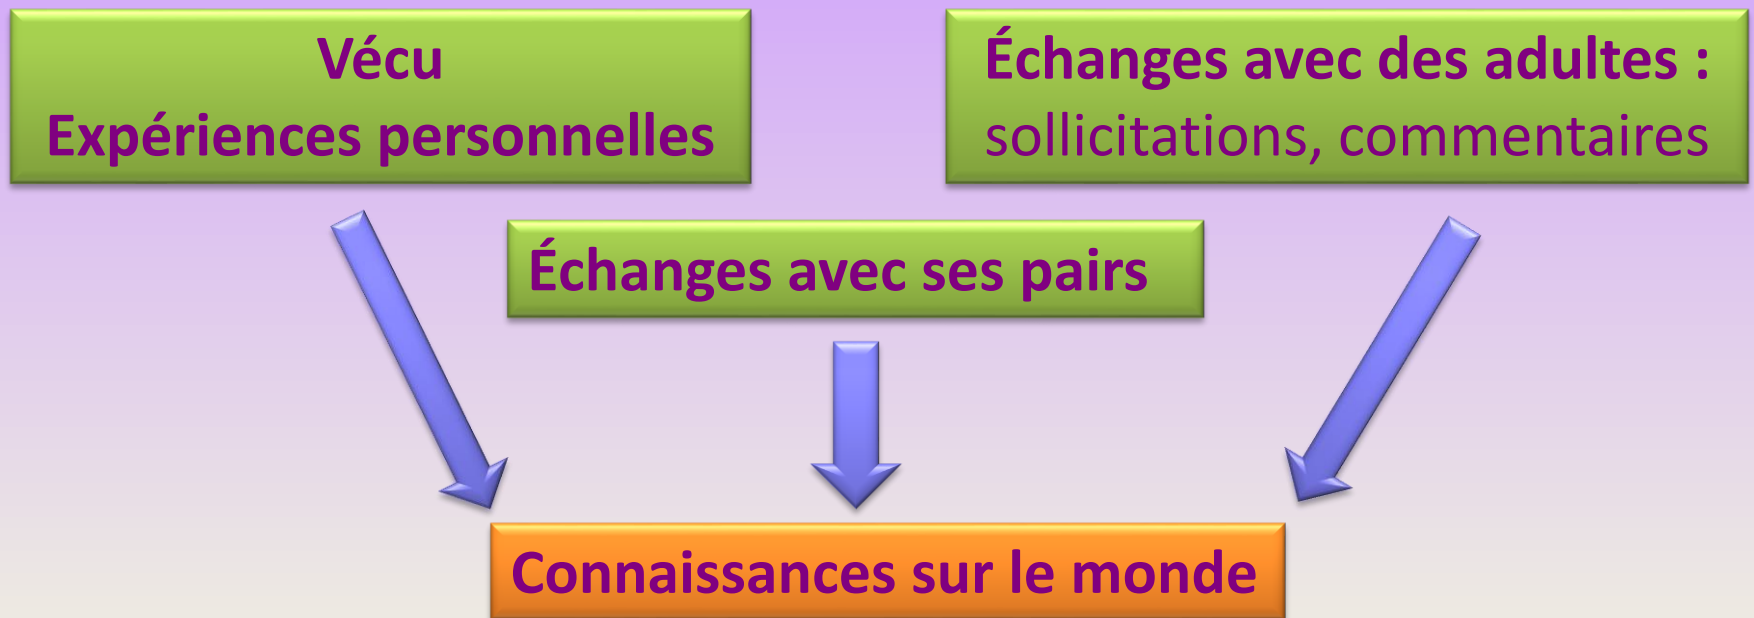 Vécu
Expériences personnelles
Échanges avec des adultes :
sollicitations, commentaires
Échanges avec ses pairs
Connaissances sur le monde